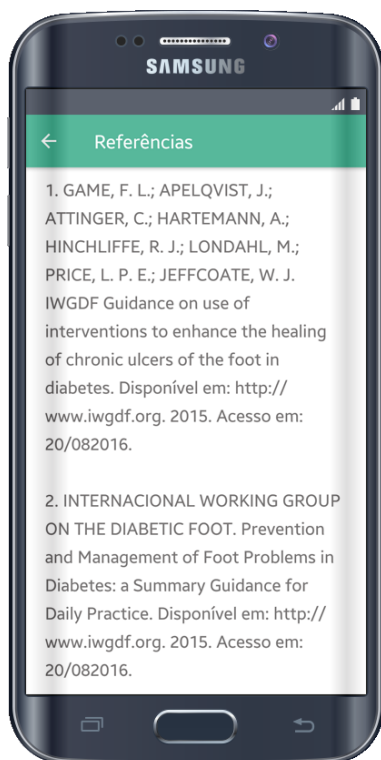 SAMSUNG
Referências
1. GAME, F. L.; APELQVIST, J.;
ATTINGER, C.; HARTEMANN, A.;
HINCHLIFFE, R. J.; LONDAHL, M.;
PRICE, L. P. E.; JEFFCOATE, W. J.
IWGDF Guidance on use of
interventions to enhance the healing
of chronic ulcers of the foot in
diabetes. Disponível em: http://
www.iwgdf.org. 2015. Acesso em:
20/082016.
2. INTERNACIONAL WORKING GROUP
ON THE DIABETIC FOOT. Prevention
and Management of Foot Problems in
Diabetes: a Summary Guidance for
Daily Practice. Disponível em: http://
www.iwgdf.org. 2015. Acesso em:
20/082016.